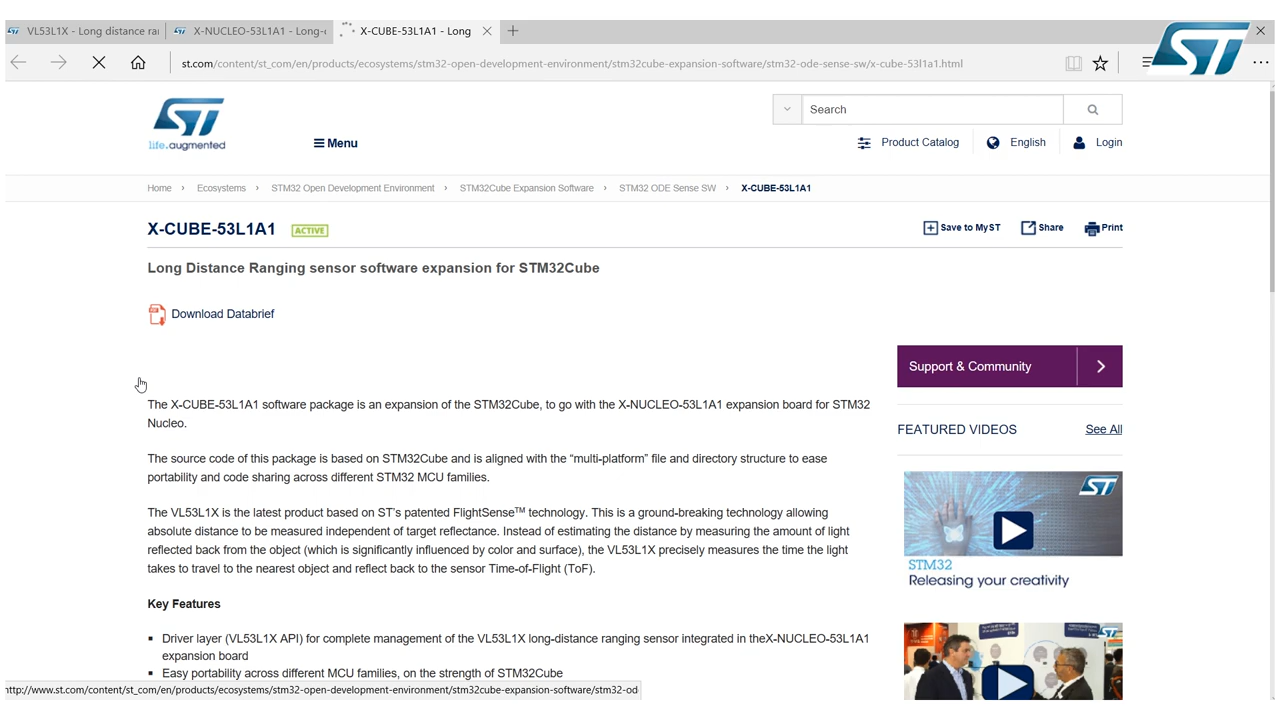 VL53L1X - Long distance rai
X-NUCLEO-53L1A1 - Long-
X-CUBE-53L1A1 - Long
st.com/content/st_com/en/products/ecosystems/stm32-open-development-environment/stm32cube-expansion-software/stm32-ode-sense-sw/x-cube-53l1a1.html
ST
ST
life.augmented
Menu
Search
Product Catalog
English
Login
Home › Ecosystems › STM32 Open Development Environment › STM32Cube Expansion Software › STM32 ODE Sense SW › X-CUBE-53L1A1
X-CUBE-53L1A1 ACTIVE
Save to MyST
Share
Print
Long Distance Ranging sensor software expansion for STM32Cube
Download Databrief
Support & Community
The X-CUBE-53L1A1 software package is an expansion of the STM32Cube, to go with the X-NUCLEO-53L1A1 expansion board for STM32
Nucleo.
The source code of this package is based on STM32Cube and is aligned with the “multi-platform” file and directory structure to ease
portability and code sharing across different STM32 MCU families.
The VL53L1X is the latest product based on ST’s patented FlightSense™ technology. This is a ground-breaking technology allowing
absolute distance to be measured independent of target reflectance. Instead of estimating the distance by measuring the amount of light
reflected back from the object (which is significantly influenced by color and surface), the VL53L1X precisely measures the time the light
takes to travel to the nearest object and reflect back to the sensor Time-of-Flight (ToF).
Key Features
▪ Driver layer (VL53L1X API) for complete management of the VL53L1X long-distance ranging sensor integrated in theX-NUCLEO-53L1A1
expansion board
▪ Easy portability across different MCU families, on the strength of STM32Cube
FEATURED VIDEOS
See All
ST
STM32
Releasing your creativity
ST
http://www.st.com/content/st_com/en/products/ecosystems/stm32-open-development-environment/stm32cube-expansion-software/stm32-od